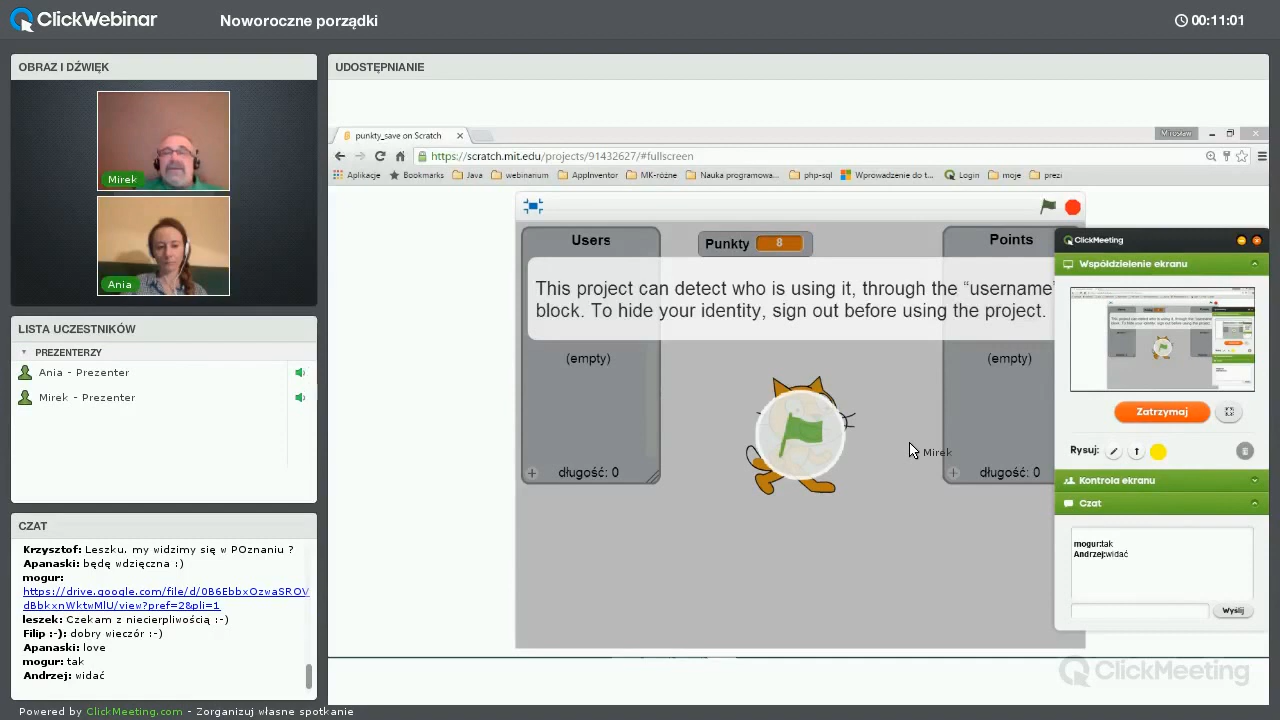 ClickWebinar
Noworoczne porządki
00:11:01
OBRAZ I DŹWIĘK
Mirek
Ania
LISTA UCZESTNIKÓW
PREZENTERZY
Ania - Prezenter
Mirek - Prezenter
CZAT
Krzysztof: Leszku. my widzimy się w POznaniu ?
Apanaski: będę wdzięczna :)
mogur:
https://drive.google.com/file/d/0B6EbbxOzwaSROV
dBbkxnWktwMlU/view?pref=2&pli=1
leszek: Czekam z niecierpliwością :-)
Filip :-): dobry wieczór :-)
Apanaski: love
mogur: tak
Andrzej: widać
Powered by ClickMeeting.com - Zorganizuj własne spotkanie
UDOSTĘPNIANIE
punkty_save on Scratch
Mirosław
https://scratch.mit.edu/projects/91432627/#fullscreen
Aplikacje Bookmarks Java webinarium AppInventor MK-różne Nauka programowa... php-sql Wprowadzenie do t... Login moje prezi
Users
Punkty 8
Points
This project can detect who is using it, through the “username”
block. To hide your identity, sign out before using the project.
(empty)
(empty)
Mirek
długość: 0
długość: 0
ClickMeeting
Współdzielenie ekranu
Zatrzymaj
Rysuj:
Kontrola ekranu
Czat
mogur:tak
Andrzej:widać
Wyślij
ClickMeeting